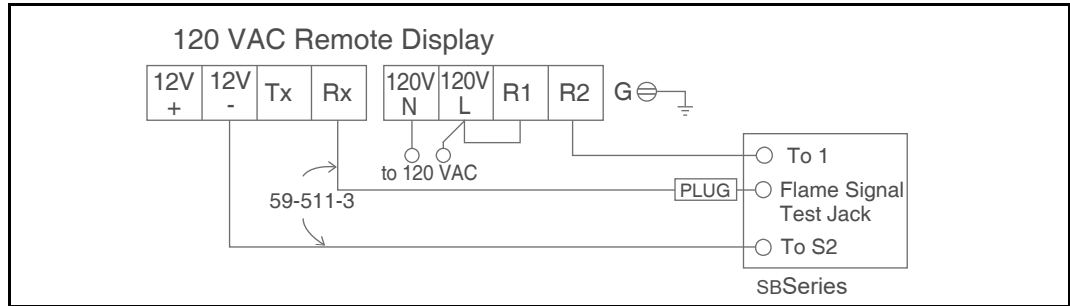 120 VAC Remote Display
12V + 12V - Tx Rx 120V N 120V L R1 R2 G
to 120 VAC
59-511-3
PLUG
To 1
Flame Signal
Test Jack
To S2
SBSeries